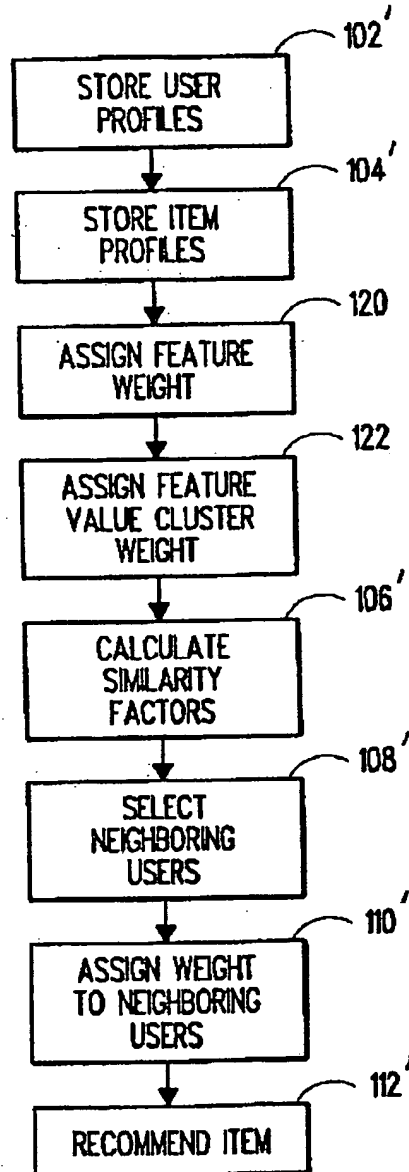 102'
STORE USER
PROFILES
104'
STORE ITEM
PROFILES
120
ASSIGN FEATURE
WEIGHT
122
ASSIGN FEATURE
VALUE CLUSTER
WEIGHT
106'
CALCULATE
SIMILARITY
FACTORS
108'
SELECT
NEIGHBORING
USERS
110'
ASSIGN WEIGHT
TO NEIGHBORING
USERS
112'
RECOMMEND ITEM